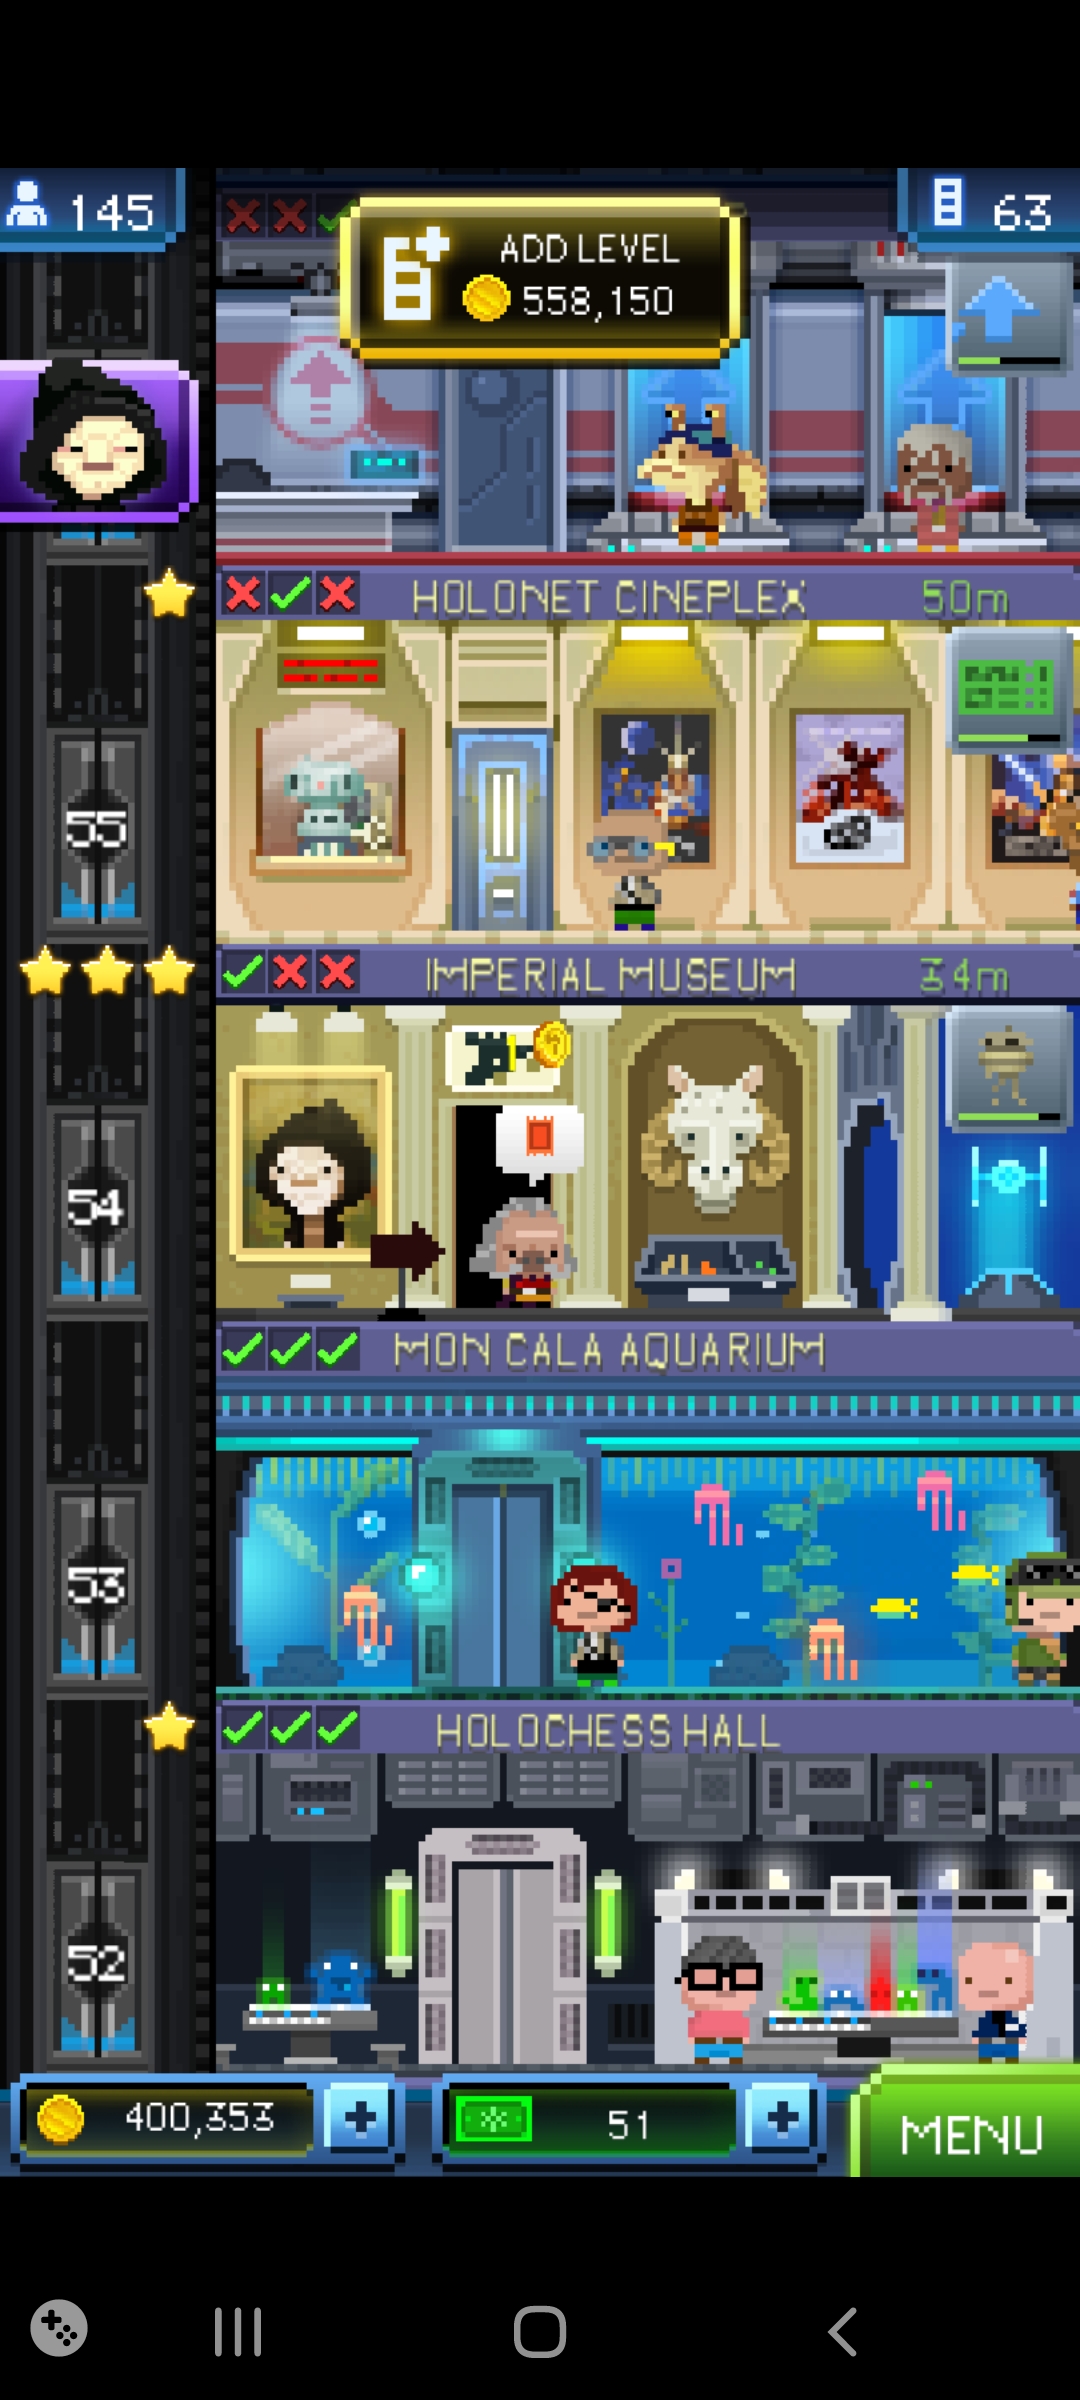 145
63
ADD LEVEL
558,150
HOLONET CINEPLEX
50m
55
IMPERIAL MUSEUM
34m
54
MON CALA AQUARIUM
53
HOLOCHESS HALL
52
400,353
51
MENU